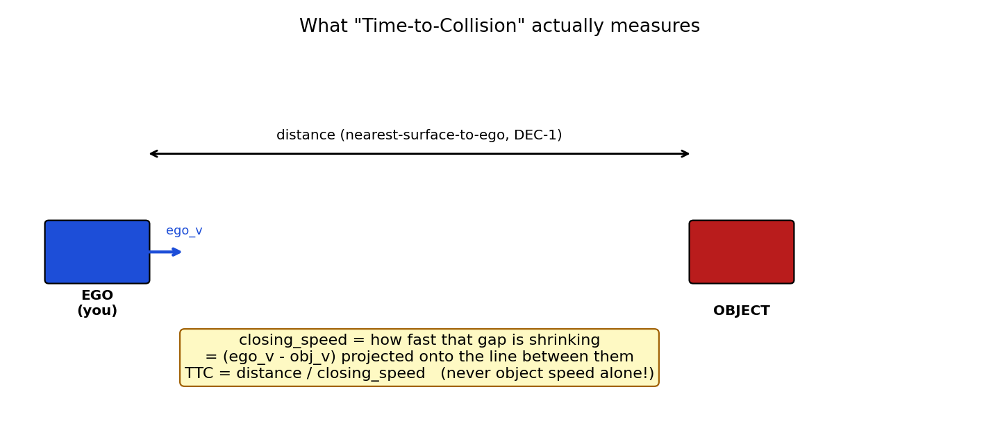 What "Time-to-Collision" actually measures
distance (nearest-surface-to-ego, DEC-1)
ego_v
EGO
(you)
OBJECT
closing_speed = how fast that gap is shrinking
= (ego_v - obj_v) projected onto the line between them
TTC = distance / closing_speed   (never object speed alone!)